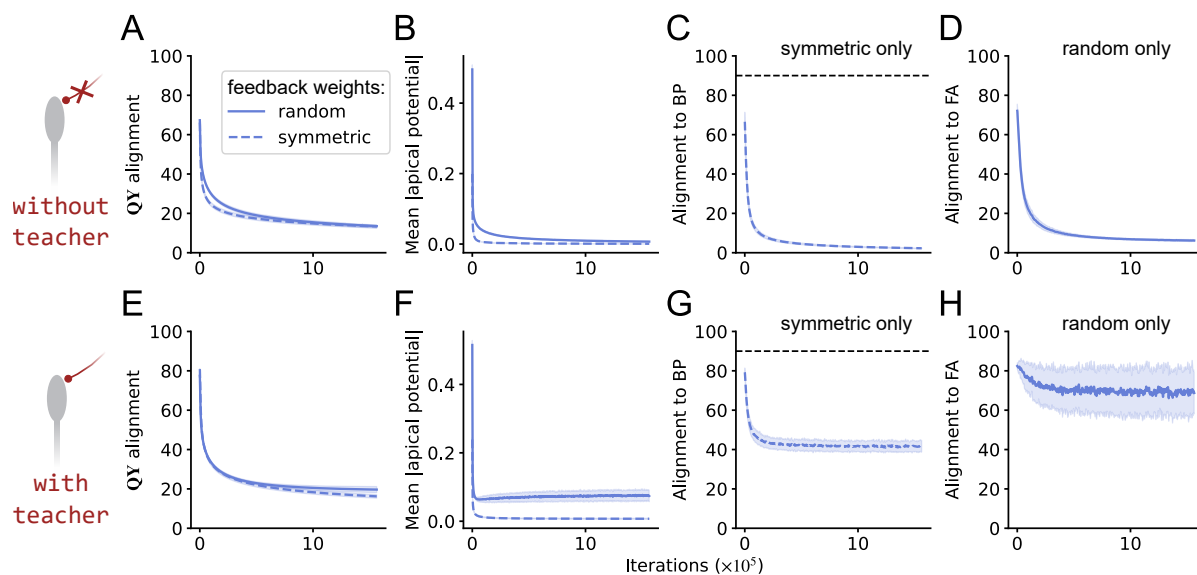 A
B
C
D
symmetric only
random only
without
teacher
QY alignment
100
80
60
40
20
0
0
10
feedback weights:
random
symmetric
Mean |apical potential|
0.4
0.2
0.0
0
10
Alignment to BP
100
80
60
40
20
0
0
10
Alignment to FA
100
80
60
40
20
0
0
10
E
F
G
H
symmetric only
random only
with
teacher
QY alignment
100
80
60
40
20
0
0
10
Mean |apical potential|
0.4
0.2
0.0
0
10
Alignment to BP
100
80
60
40
20
0
0
10
Alignment to FA
100
80
60
40
20
0
0
10
Iterations (×10⁵)